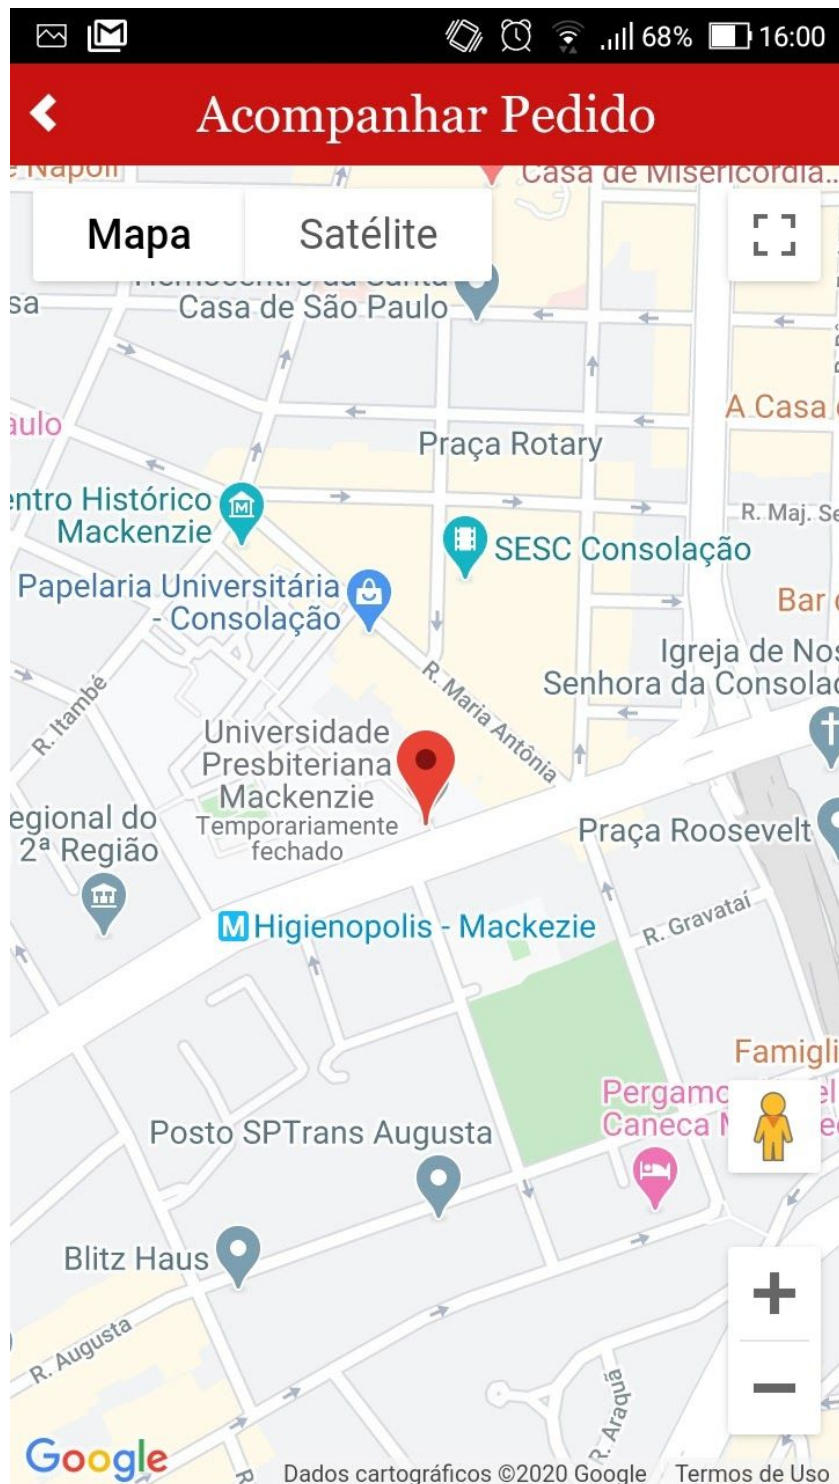 68% 16:00
Acompanhar Pedido
Napoli
Casa de Misericórdia...
Mapa
Satélite
Casa de São Paulo
A Casa
Praça Rotary
Mackenzie
Histórico
R. Maj. Se
SESC Consolação
Papelaria Universitária
- Consolação
Bar
Igreja de Nos
Senhora da Consolaç
R. Itambé
R. Maria Antônia
Universidade
Presbiteriana
Mackenzie
Temporariamente
fechado
egional do
2ª Região
Praça Roosevelt
M Higienopolis - Mackezie
R. Gravataí
Famigli
Pergamo
Caneca
Posto SPTrans Augusta
Blitz Haus
R. Augusta
R. Araquã
Google
Dados cartográficos ©2020 Google
Termos de Uso